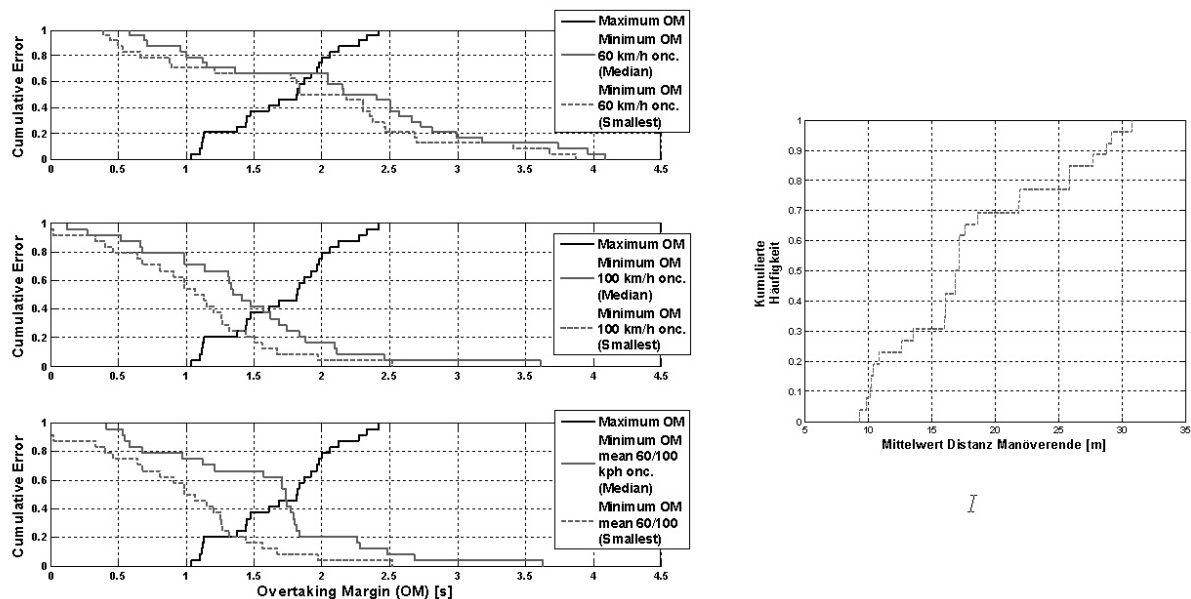 Cumulative Error
1
0.8
0.6
0.4
0.2
0
0
0.5
1
1.5
2
2.5
3
3.5
4
4.5
Maximum OM
Minimum OM
60 km/h onc.
(Median)
Minimum OM
60 km/h onc.
(Smallest)
Cumulative Error
1
0.8
0.6
0.4
0.2
0
0
0.5
1
1.5
2
2.5
3
3.5
4
4.5
Maximum OM
Minimum OM
100 km/h onc.
(Median)
Minimum OM
100 km/h onc.
(Smallest)
Cumulative Error
1
0.8
0.6
0.4
0.2
0
0
0.5
1
1.5
2
2.5
3
3.5
4
4.5
Overtaking Margin (OM) [s]
Maximum OM
Minimum OM
mean 60/100
kph onc.
(Median)
Minimum OM
mean 60/100
(Smallest)
Kumulierte
Häufigkeit
1
0.9
0.8
0.7
0.6
0.5
0.4
0.3
0.2
0.1
0
5
10
15
20
25
30
35
Mittelwert Distanz Manöverende [m]